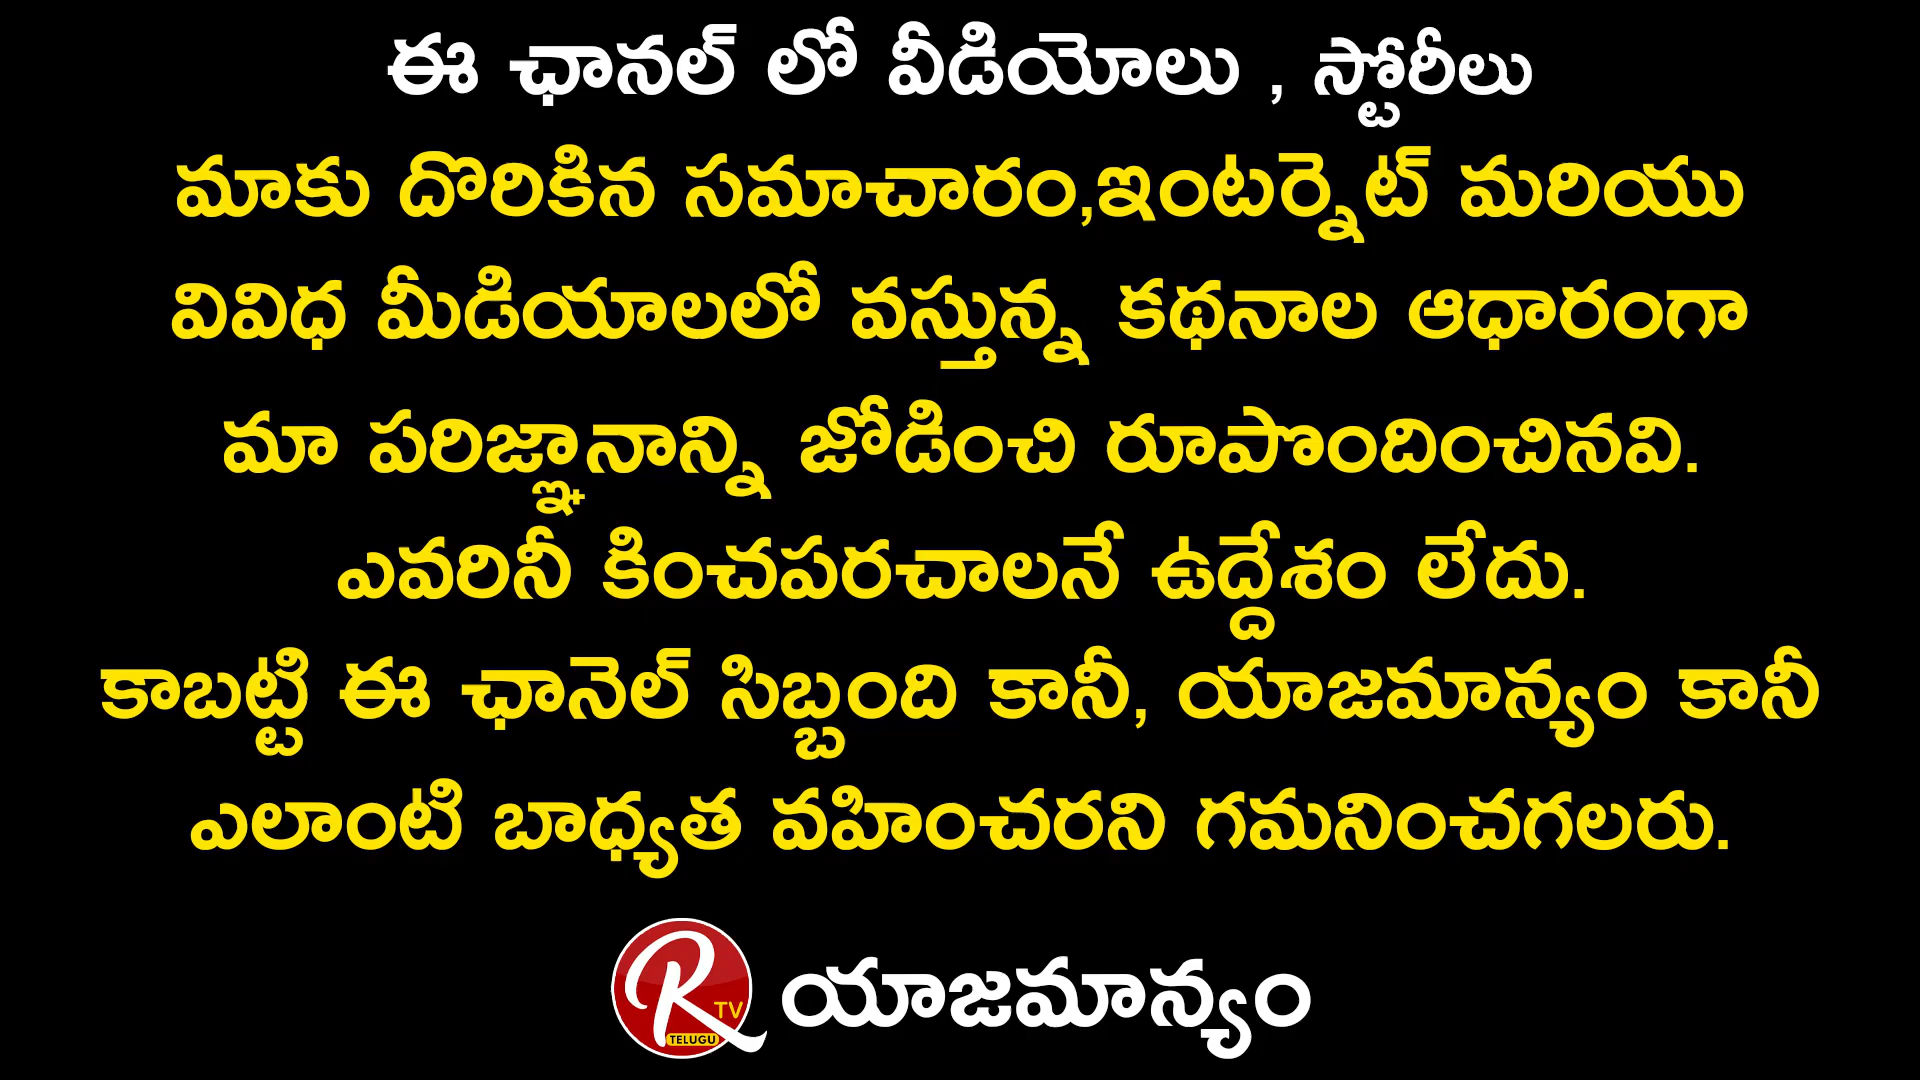 ఈ ఛానల్ లో వీడియోలు , స్టోరీలు
మాకు దొరికిన సమాచారం,ఇంటర్నెట్ మరియు
వివిధ మీడియాలలో వస్తున్న కథనాల ఆధారంగా
మా పరిజ్ఞానాన్ని జోడించి రూపొందించినవి.
ఎవరినీ కించపరచాలనే ఉద్దేశం లేదు.
కాబట్టి ఈ ఛానెల్ సిబ్బంది కానీ, యాజమాన్యం కానీ
ఎలాంటి బాధ్యత వహించరని గమనించగలరు.
R TV TELUGU యాజమాన్యం